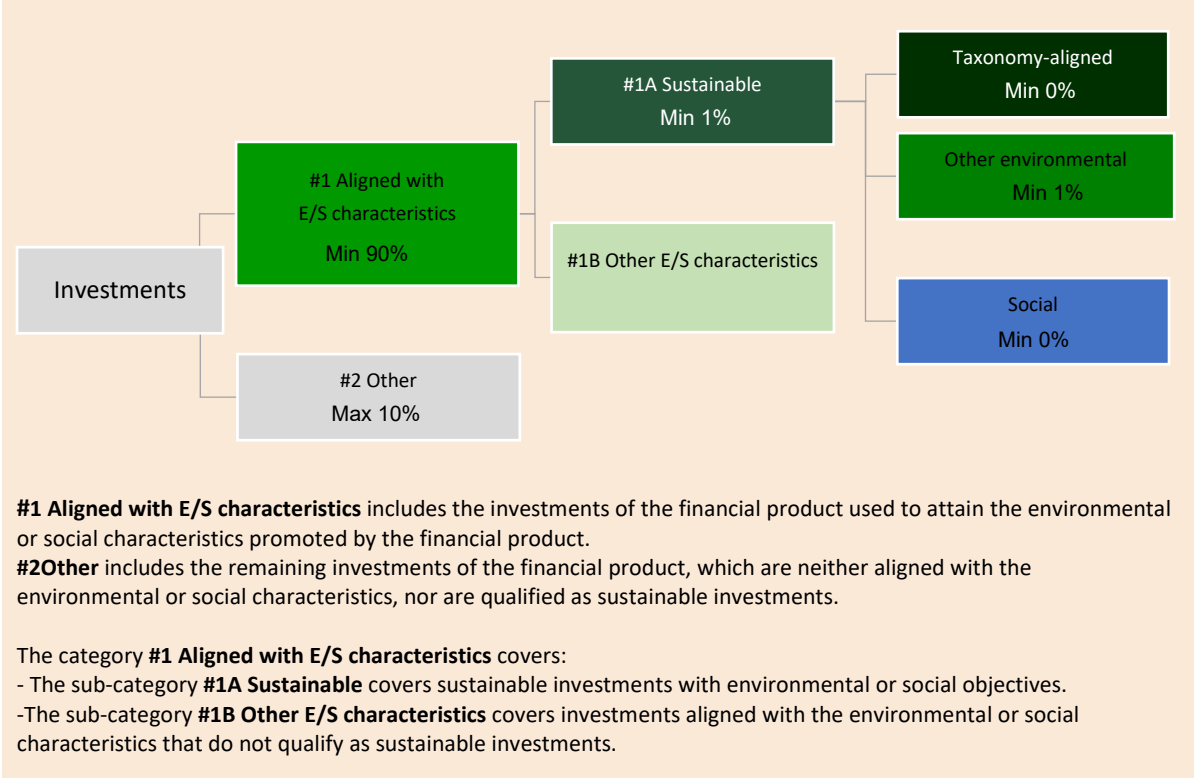 Investments
#1 Aligned with
E/S characteristics
Min 90%
#2 Other
Max 10%
#1A Sustainable
Min 1%
#1B Other E/S characteristics
Taxonomy-aligned
Min 0%
Other environmental
Min 1%
Social
Min 0%
#1 Aligned with E/S characteristics includes the investments of the financial product used to attain the environmental
or social characteristics promoted by the financial product.
#2Other includes the remaining investments of the financial product, which are neither aligned with the
environmental or social characteristics, nor are qualified as sustainable investments.
The category #1 Aligned with E/S characteristics covers:
- The sub-category #1A Sustainable covers sustainable investments with environmental or social objectives.
-The sub-category #1B Other E/S characteristics covers investments aligned with the environmental or social
characteristics that do not qualify as sustainable investments.